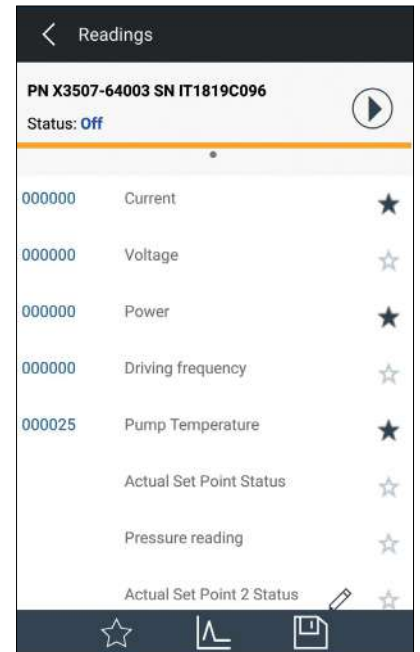 Readings
PN X3507-64003 SN IT1819C096
Status: Off
000000 Current
000000 Voltage
000000 Power
000000 Driving frequency
000025 Pump Temperature
Actual Set Point Status
Pressure reading
Actual Set Point 2 Status